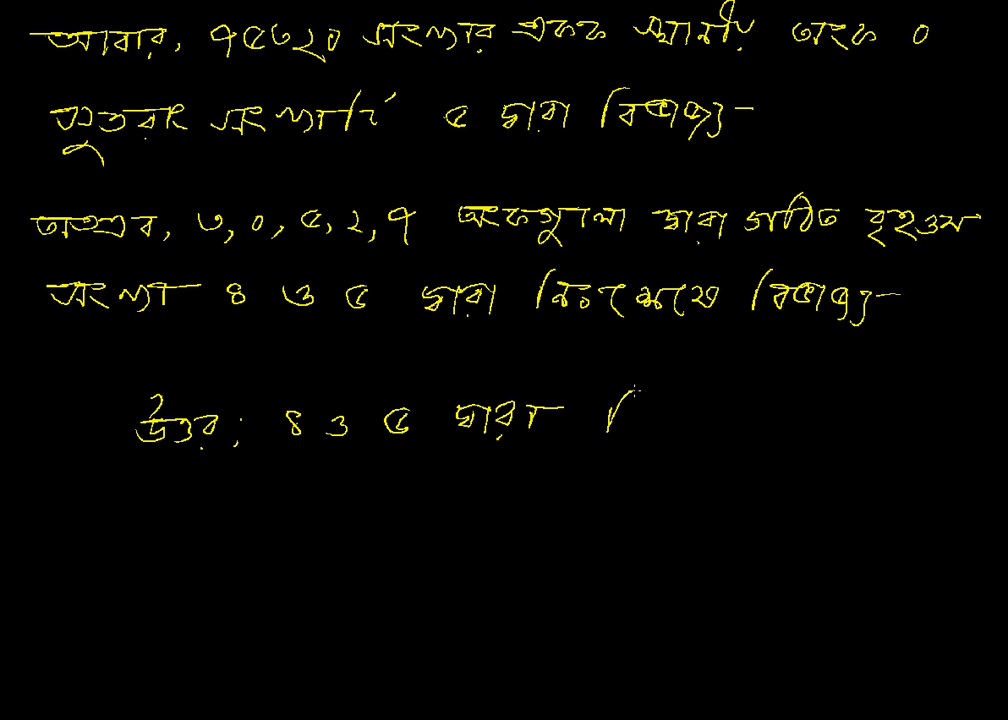 আবার, ৭৫৩২০ সংখ্যার একক স্থানীয় অংক ০
সুতরাং সংখ্যাটি ৫ দ্বারা বিভাজ্য
অতএব, ৩, ০, ৫, ২, ৭ অংকগুলো দ্বারা গঠিত বৃহত্তম
সংখ্যা ৪ ও ৫ দ্বারা নিঃশেষে বিভাজ্য
উত্তর: ৪ ও ৫ দ্বারা